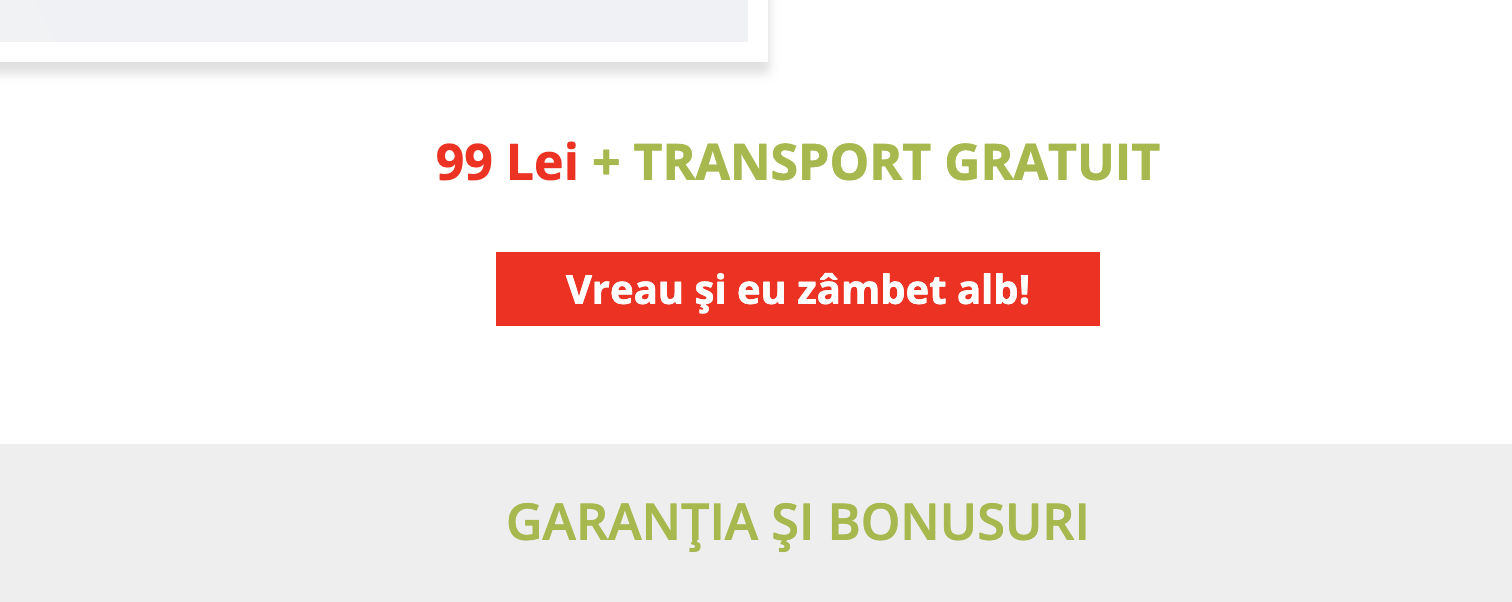 99 Lei + TRANSPORT GRATUIT
Vreau şi eu zâmbet alb!
GARANŢIA ŞI BONUSURI